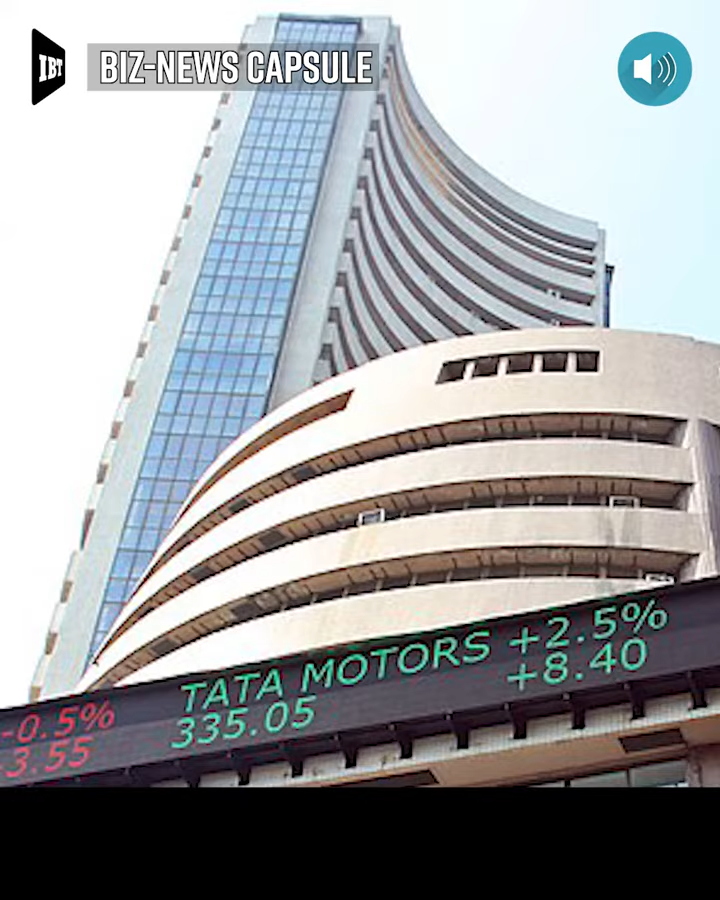 IBT
BIZ-NEWS CAPSULE
-0.5%
3.55
TATA MOTORS +2.5%
335.05 +8.40